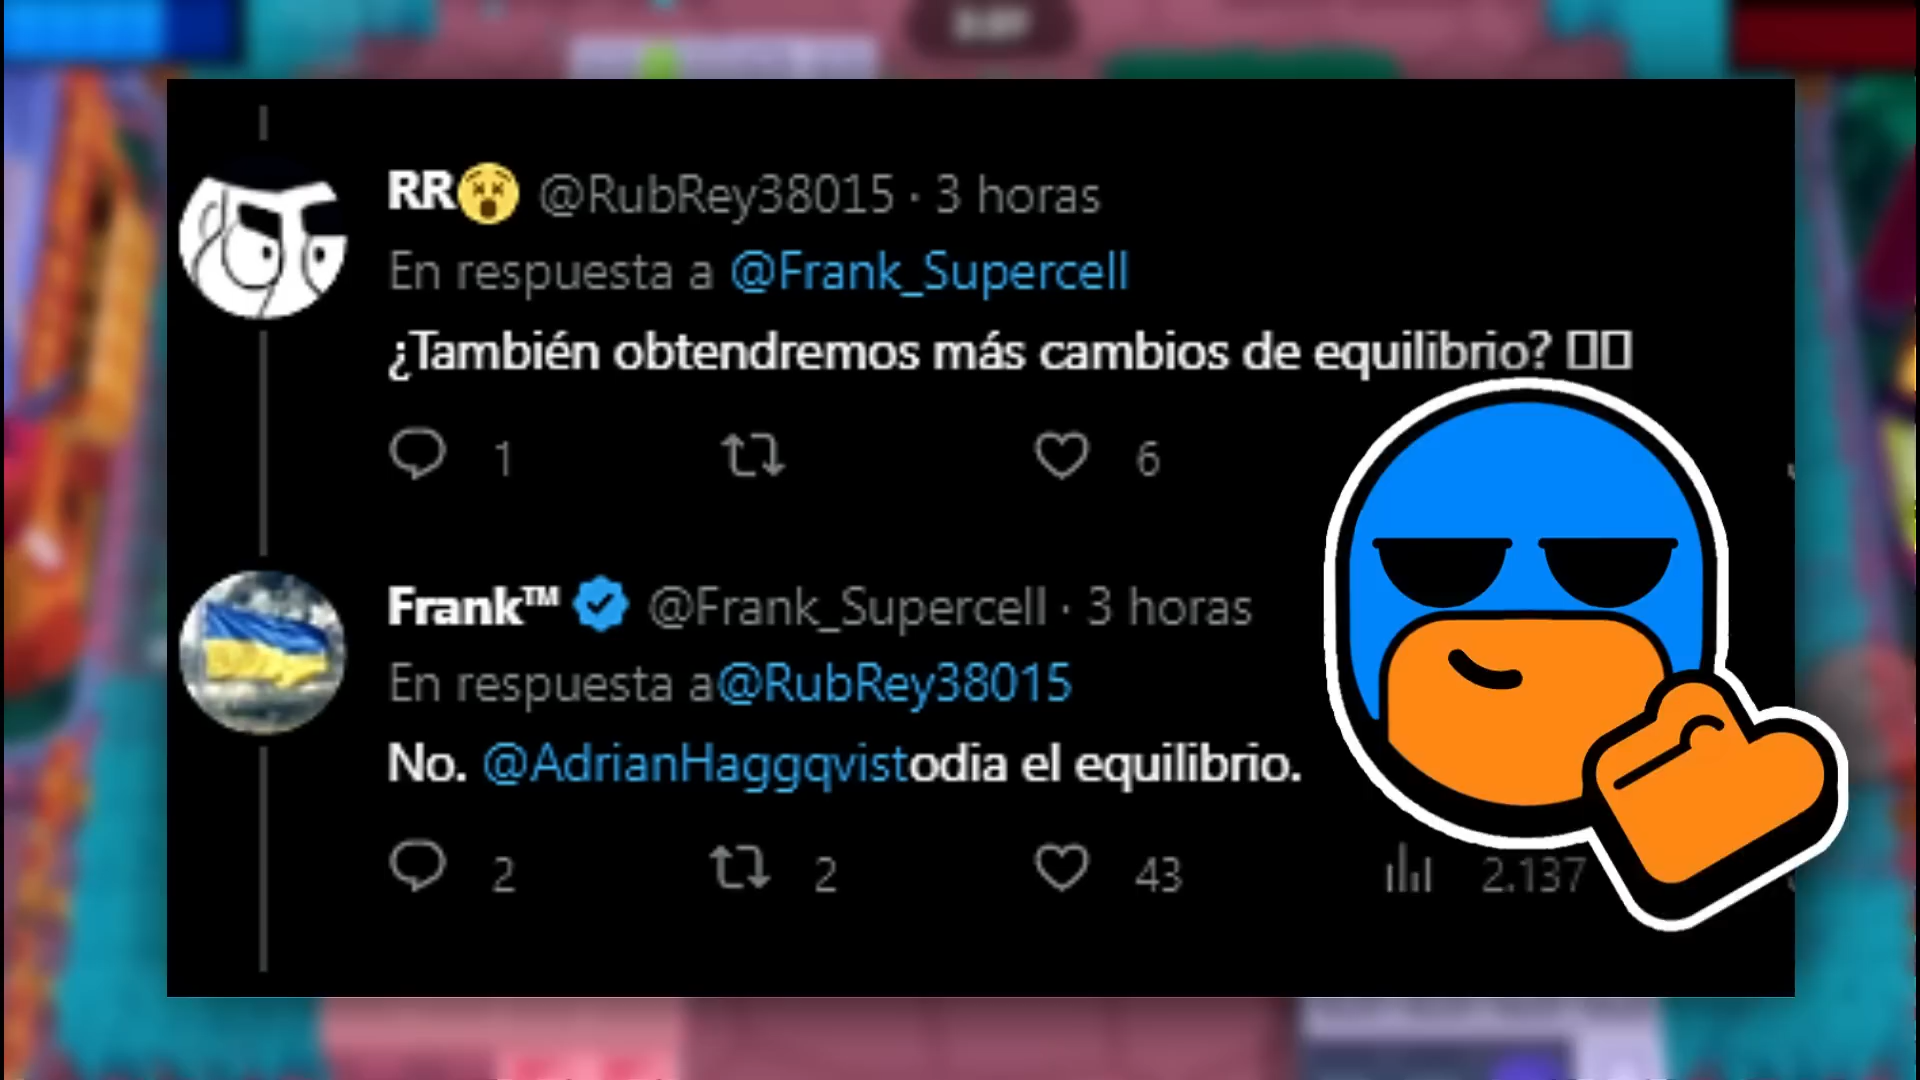 RR😵 @RubRey38015 · 3 horas
En respuesta a @Frank_Supercell
¿También obtendremos más cambios de equilibrio? ▯▯
1 6
Frank™ @Frank_Supercell · 3 horas
En respuesta a@RubRey38015
No. @AdrianHaggqvistodia el equilibrio.
2 2 43 2.137